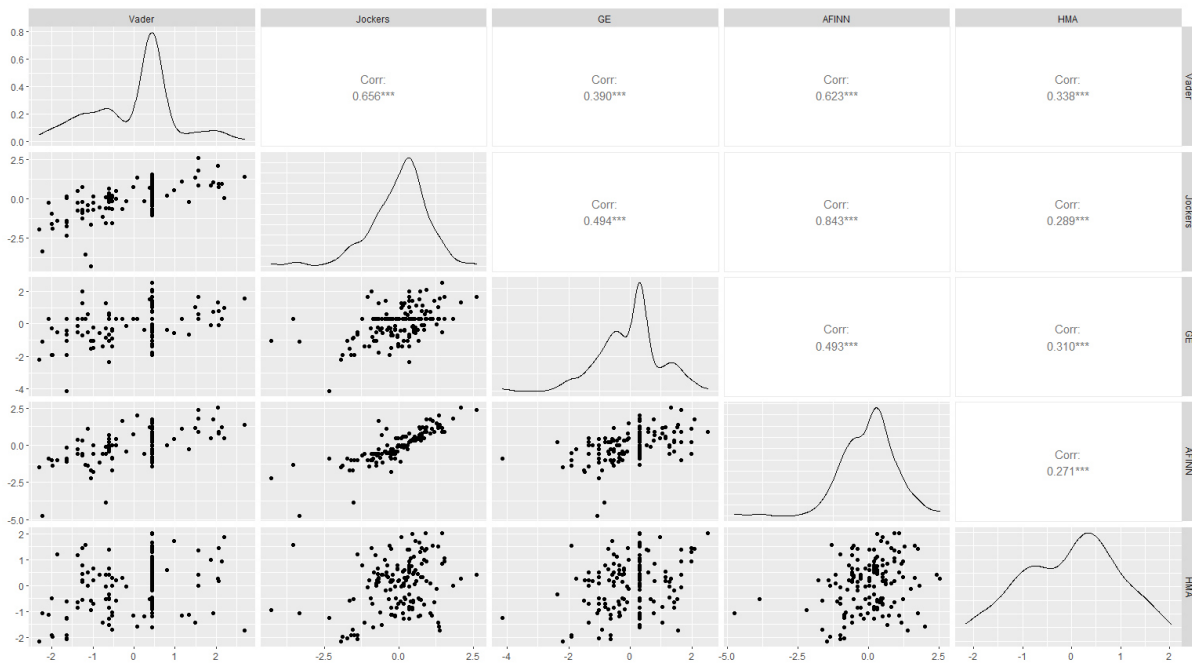 Vader Jockers GE AFINN HMA
0.8
0.6
0.4
0.2
0.0
Corr:
0.656***
Corr:
0.390***
Corr:
0.623***
Corr:
0.338***
Vader
2.5
0.0
-2.5
Corr:
0.494***
Corr:
0.843***
Corr:
0.289***
Jockers
2
0
-2
-4
Corr:
0.493***
Corr:
0.310***
GE
2.5
0.0
-2.5
-5.0
Corr:
0.271***
AFINN
2
1
0
-1
-2
HMA
-2 -1 0 1 2 -2.5 0.0 2.5 -4 -2 0 2 -5.0 -2.5 0.0 2.5 -2 -1 0 1 2